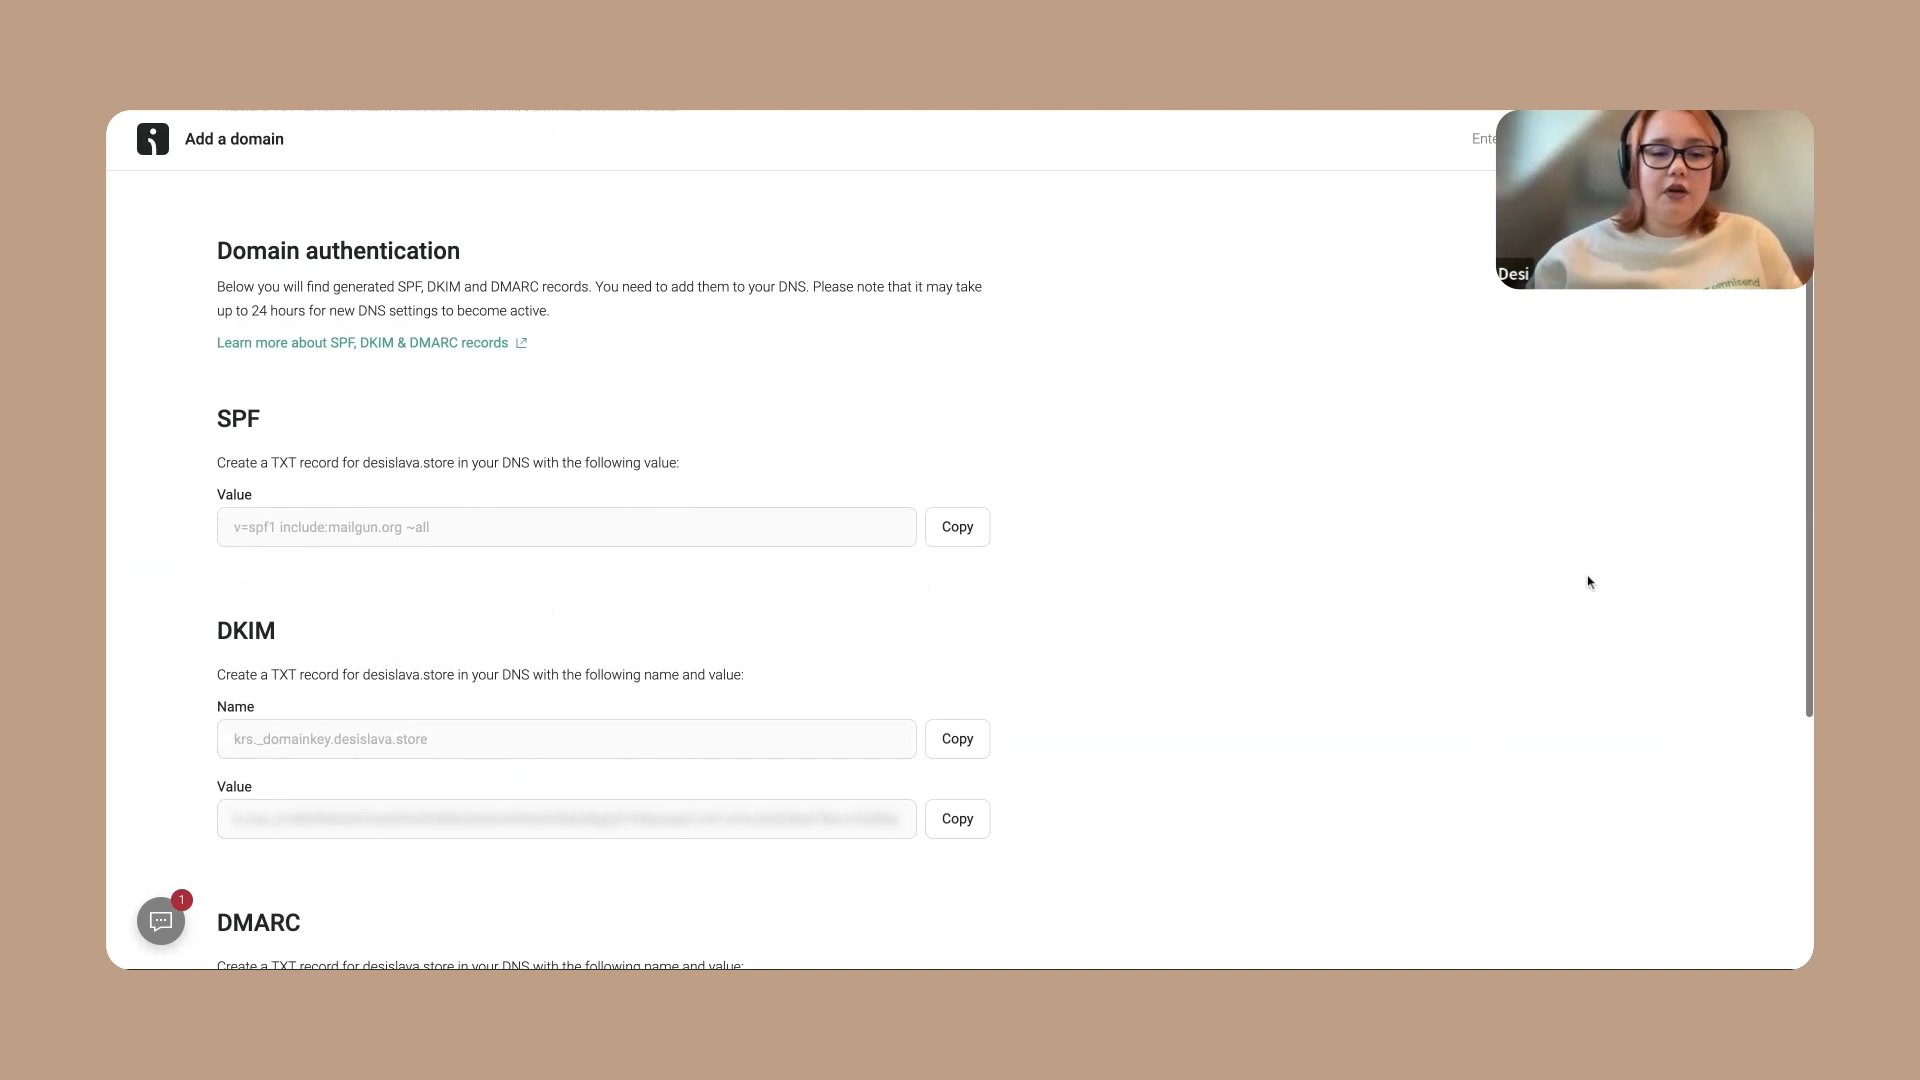 Add a domain
Ente
Desi
omnisend
Domain authentication
Below you will find generated SPF, DKIM and DMARC records. You need to add them to your DNS. Please note that it may take
up to 24 hours for new DNS settings to become active.
Learn more about SPF, DKIM & DMARC records
SPF
Create a TXT record for desislava.store in your DNS with the following value:
Value
v=spf1 include:mailgun.org ~all
Copy
DKIM
Create a TXT record for desislava.store in your DNS with the following name and value:
Name
krs._domainkey.desislava.store
Copy
Value
Copy
1
DMARC
Create a TXT record for desislava.store in your DNS with the following name and value: